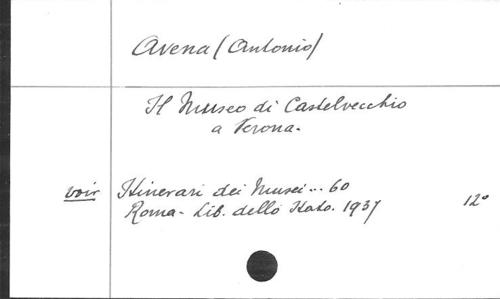 Avena (Antonio)
Il Museo di Castelvecchio
a Verona.
voir Itinerari dei Musei... 60
Roma - Lib. dello Stato. 1937 12°